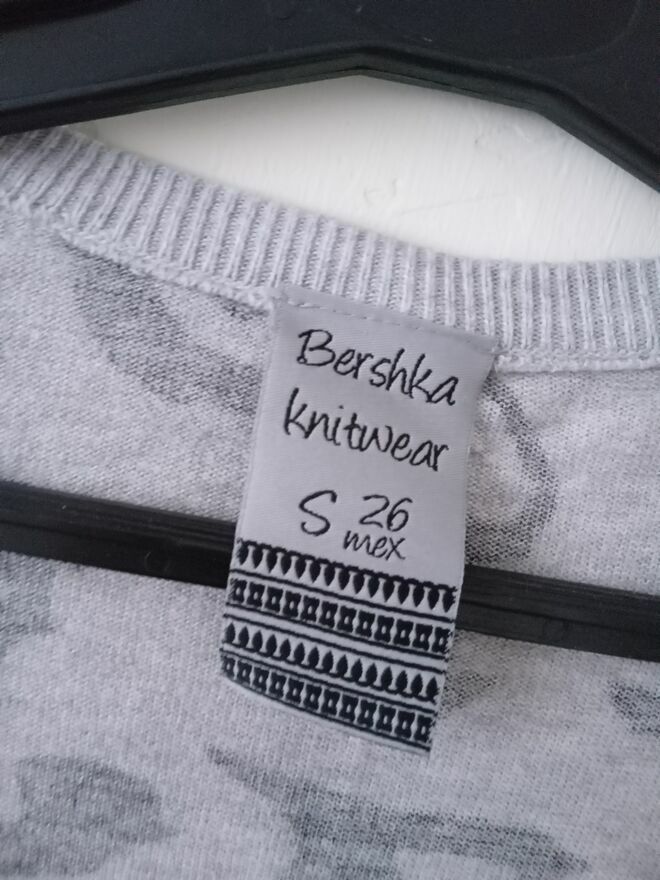 Bershka
knitwear
S 26
mex